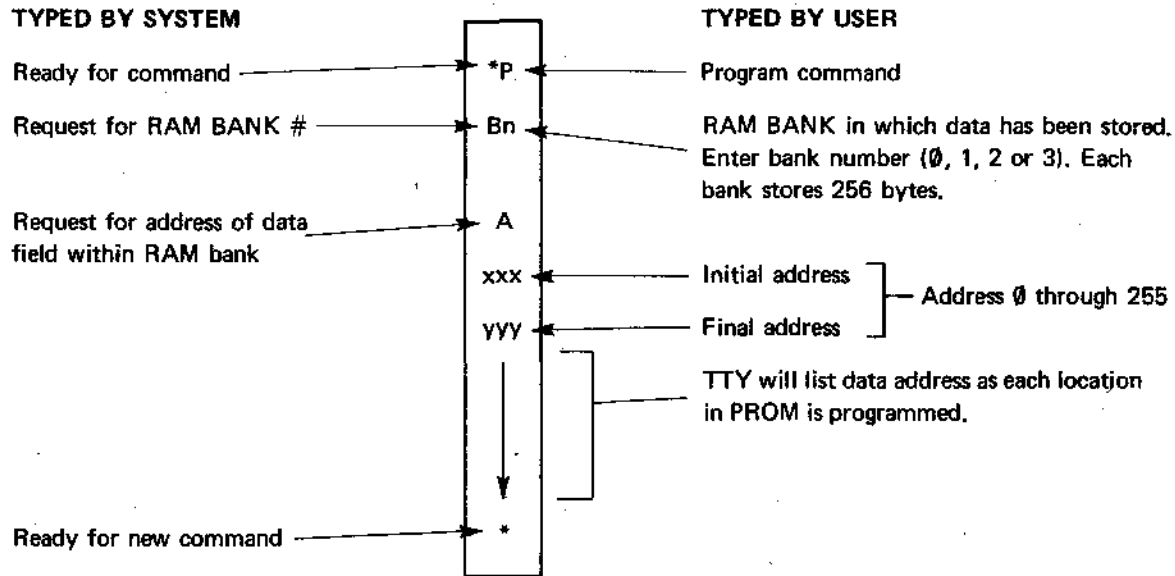 TYPED BY SYSTEM
TYPED BY USER
Ready for command
*P
Program command
Request for RAM BANK #
Bn
RAM BANK in which data has been stored.
Enter bank number (Ø, 1, 2 or 3). Each
bank stores 256 bytes.
Request for address of data
field within RAM bank
A
xxx
Initial address
Address Ø through 255
yyy
Final address
TTY will list data address as each location
in PROM is programmed.
Ready for new command
*